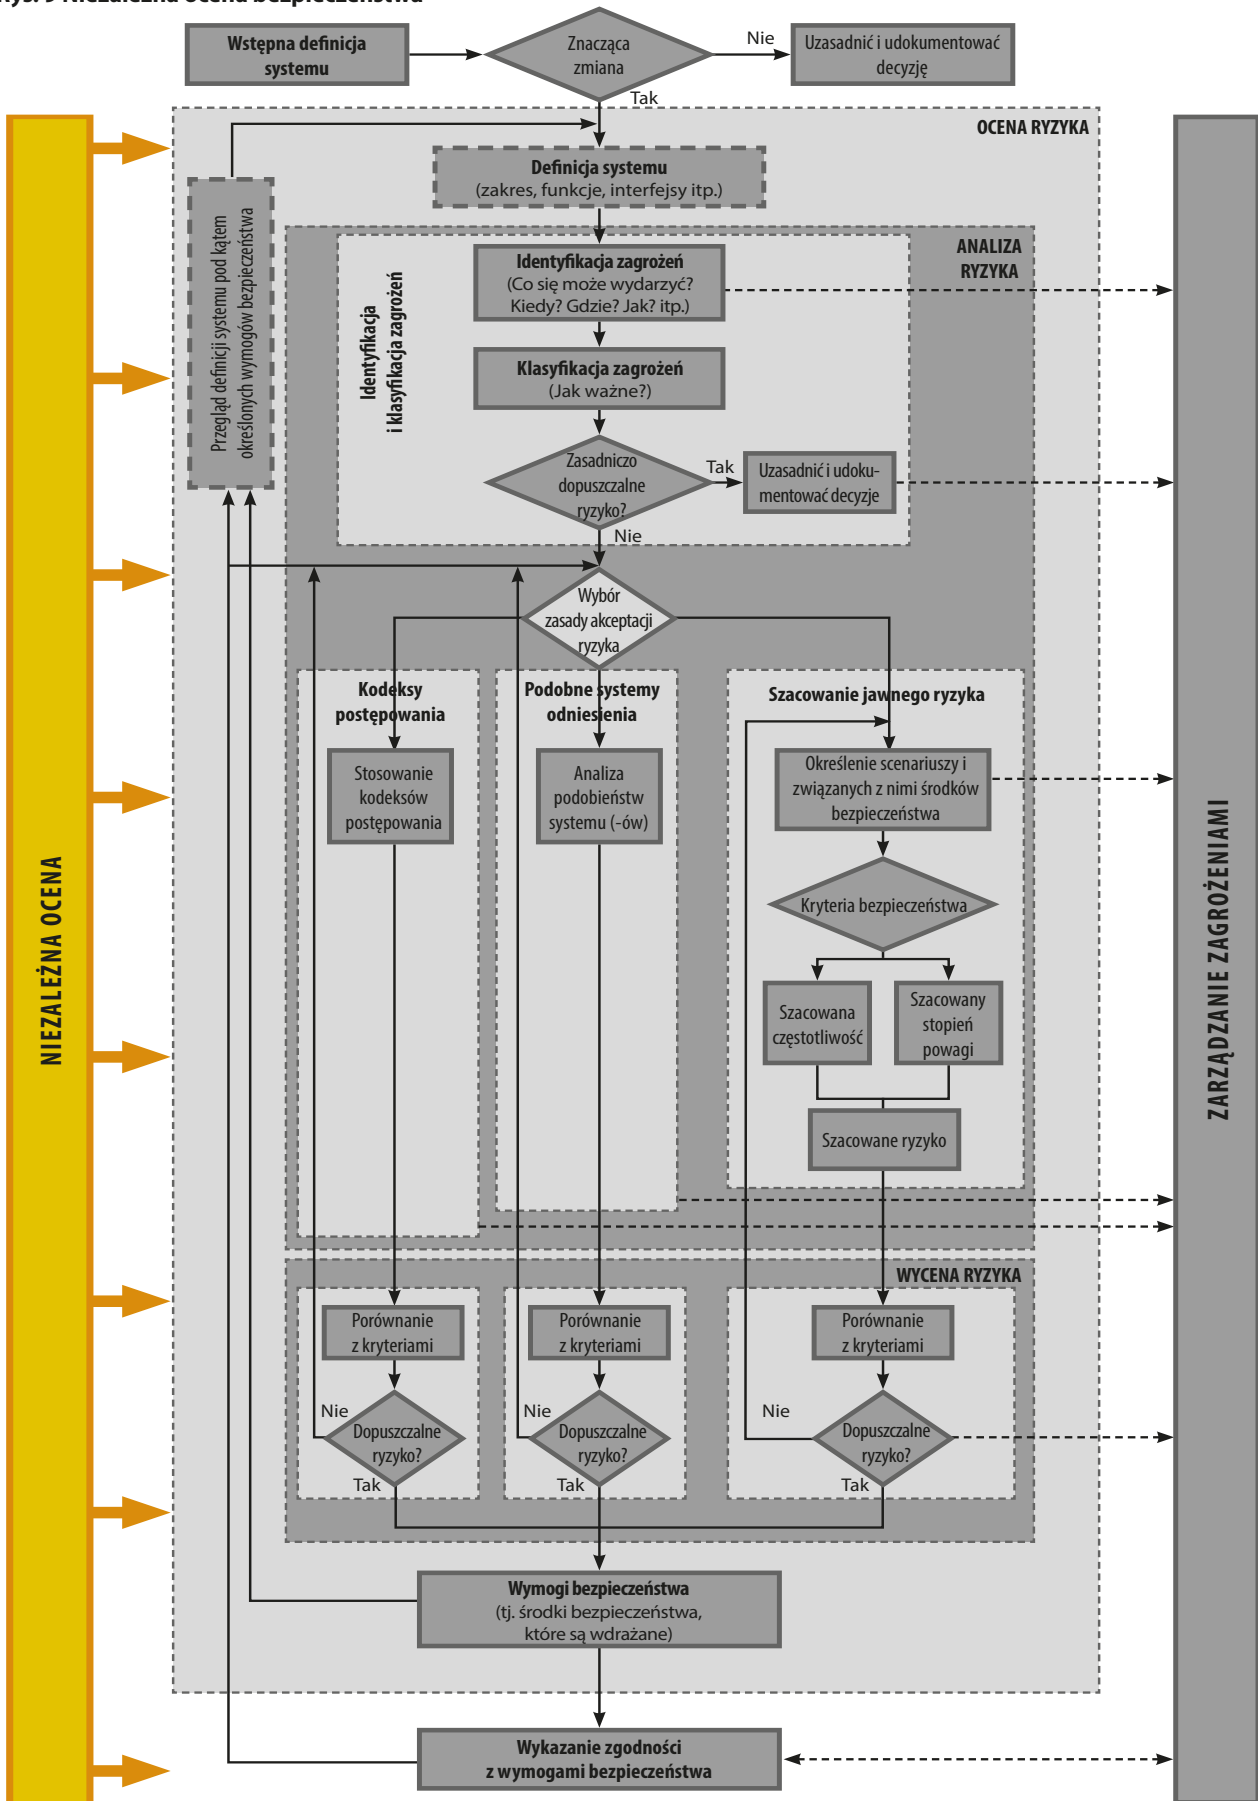 Rys. 9 Niezależna ocena bezpieczeństwa
Wstępna definicja
systemu
Znacząca
zmiana
Nie
Uzasadnić i udokumentować
decyzję
Tak
OCENA RYZYKA
Definicja systemu
(zakres, funkcje, interfejsy itp.)
Przegląd definicji systemu pod kątem
określonych wymogów bezpieczeństwa
ANALIZA
RYZYKA
Identyfikacja
i klasyfikacja zagrożeń
Identyfikacja zagrożeń
(Co się może wydarzyć?
Kiedy? Gdzie? Jak? itp.)
Klasyfikacja zagrożeń
(Jak ważne?)
Zasadniczo
dopuszczalne
ryzyko?
Tak
Uzasadnić i udoku-
mentować decyzje
Nie
Wybór
zasady akceptacji
ryzyka
Kodeksy
postępowania
Podobne systemy
odniesienia
Szacowanie jawnego ryzyka
Stosowanie
kodeksów
postępowania
Analiza
podobieństw
systemu (-ów)
Określenie scenariuszy i
związanych z nimi środków
bezpieczeństwa
Kryteria bezpieczeństwa
Szacowana
częstotliwość
Szacowany
stopień
powagi
Szacowane ryzyko
NIEZALEŻNA OCENA
ZARZĄDZANIE ZAGROŻENIAMI
WYCENA RYZYKA
Porównanie
z kryteriami
Porównanie
z kryteriami
Porównanie
z kryteriami
Nie
Dopuszczalne
ryzyko?
Tak
Nie
Dopuszczalne
ryzyko?
Tak
Nie
Dopuszczalne
ryzyko?
Tak
Wymogi bezpieczeństwa
(tj. środki bezpieczeństwa,
które są wdrażane)
Wykazanie zgodności
z wymogami bezpieczeństwa